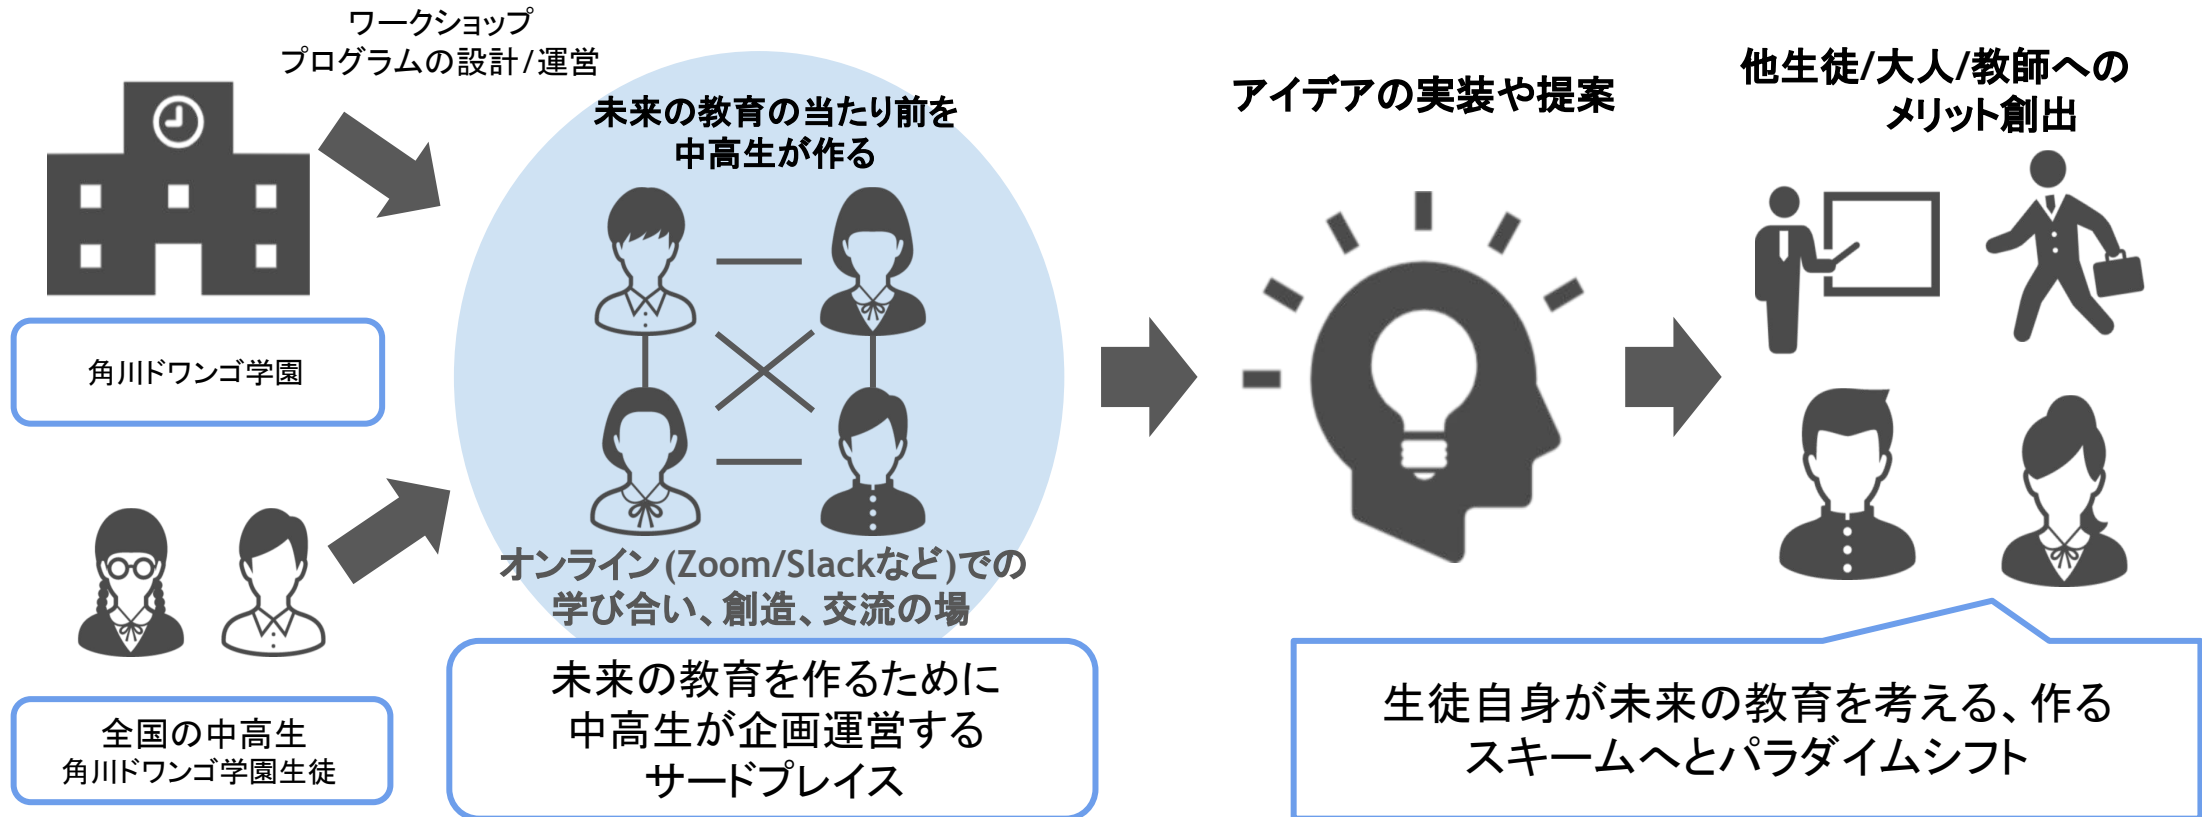 ワークショップ
プログラムの設計/運営
角川ドワンゴ学園
全国の中高生
角川ドワンゴ学園生徒
未来の教育の当たり前を
中高生が作る
オンライン(Zoom/Slackなど)での
学び合い、創造、交流の場
未来の教育を作るために
中高生が企画運営する
サードプレイス
アイデアの実装や提案
他生徒/大人/教師への
メリット創出
生徒自身が未来の教育を考える、作る
スキームへとパラダイムシフト